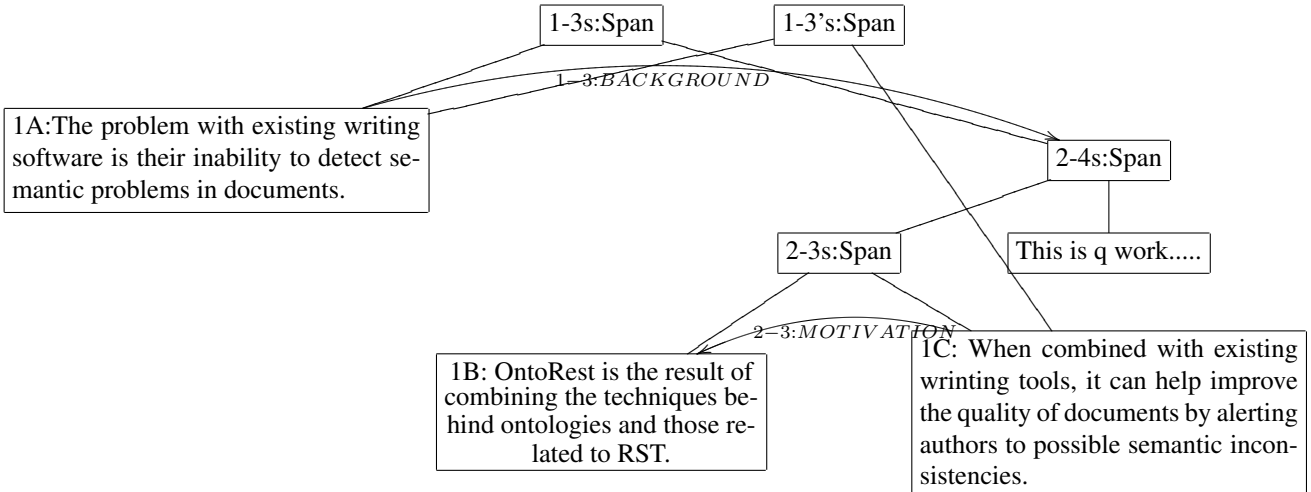 1-3s:Span
1-3's:Span
1−3:BACKGROUND
1A:The problem with existing writing
software is their inability to detect se-
mantic problems in documents.
2-4s:Span
2-3s:Span
This is q work.....
2−3:MOTIVATION
1B: OntoRest is the result of
combining the techniques be-
hind ontologies and those re-
lated to RST.
1C: When combined with existing
wrinting tools, it can help improve
the quality of documents by alerting
authors to possible semantic incon-
sistencies.